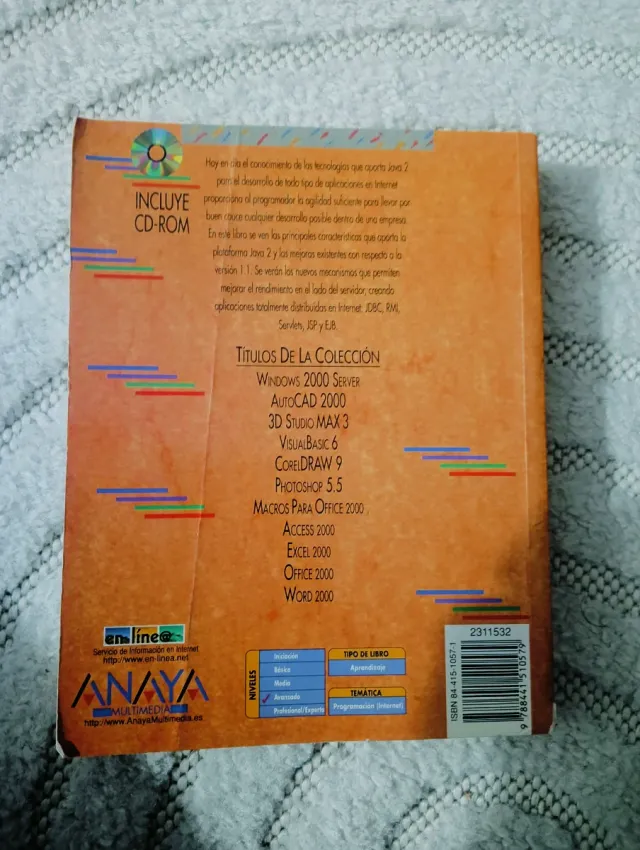 INCLUYE
CD-ROM
Hoy en día el conocimiento de las tecnologías que aporta Java 2
para el desarrollo de todo tipo de aplicaciones en Internet
proporciona al programador la agilidad suficiente para llevar por
buen cauce cualquier desarrollo posible dentro de una empresa.
En este libro se ven las principales características que aporta la
plataforma Java 2 y las mejoras existentes con respecto a la
versión 1.1. Se verán los nuevos mecanismos que permiten
mejorar el rendimiento en el lado del servidor, creando
aplicaciones totalmente distribuidas en Internet: JDBC, RMI,
Servlets, JSP y EJB.
TÍTULOS DE LA COLECCIÓN
WINDOWS 2000 SERVER
AUTOCAD 2000
3D STUDIO MAX 3
VISUALBASIC 6
CORELDRAW 9
PHOTOSHOP 5.5
MACROS PARA OFFICE 2000
ACCESS 2000
EXCEL 2000
OFFICE 2000
WORD 2000
en línea
Servicio de Información en Internet
http://www.en-linea.net
ANAYA
MULTIMEDIA
http://www.AnayaMultimedia.es
NIVELES
Iniciación
Básico
Medio
✓ Avanzado
Profesional/Experto
TIPO DE LIBRO
Aprendizaje
TEMÁTICA
Programación (Internet)
2311532
ISBN 84-415-1057-1
9 788441 510579